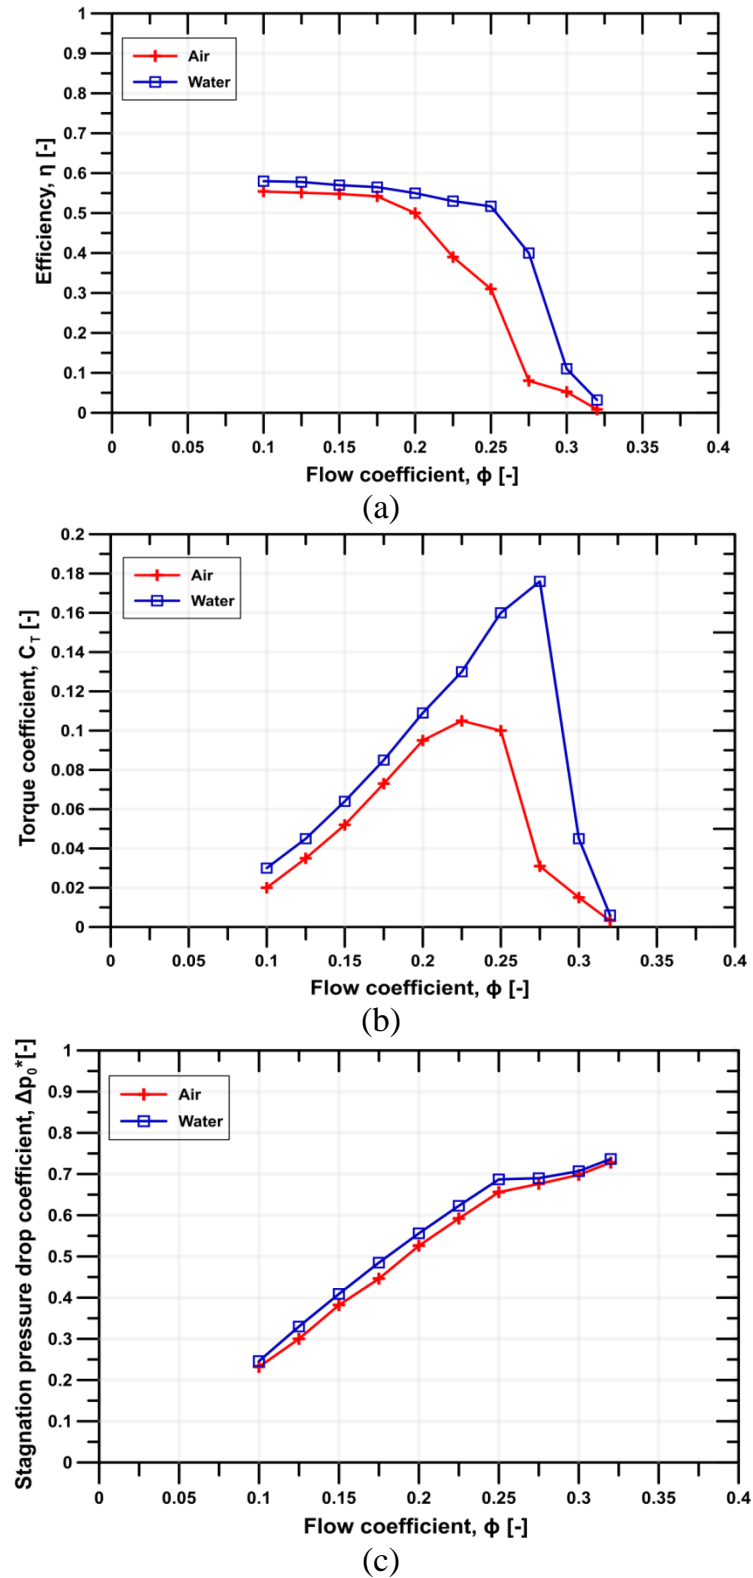 1
0.9
0.8
0.7
0.6
0.5
0.4
0.3
0.2
0.1
0
Efficiency, η [-]
Air
Water
0 0.05 0.1 0.15 0.2 0.25 0.3 0.35 0.4
Flow coefficient, ϕ [-]
(a)
0.2
0.18
0.16
0.14
0.12
0.1
0.08
0.06
0.04
0.02
0
Torque coefficient, C_T [-]
Air
Water
0 0.05 0.1 0.15 0.2 0.25 0.3 0.35 0.4
Flow coefficient, ϕ [-]
(b)
1
0.9
0.8
0.7
0.6
0.5
0.4
0.3
0.2
0.1
0
Stagnation pressure drop coefficient, Δp₀*[-]
Air
Water
0 0.05 0.1 0.15 0.2 0.25 0.3 0.35 0.4
Flow coefficient, ϕ [-]
(c)